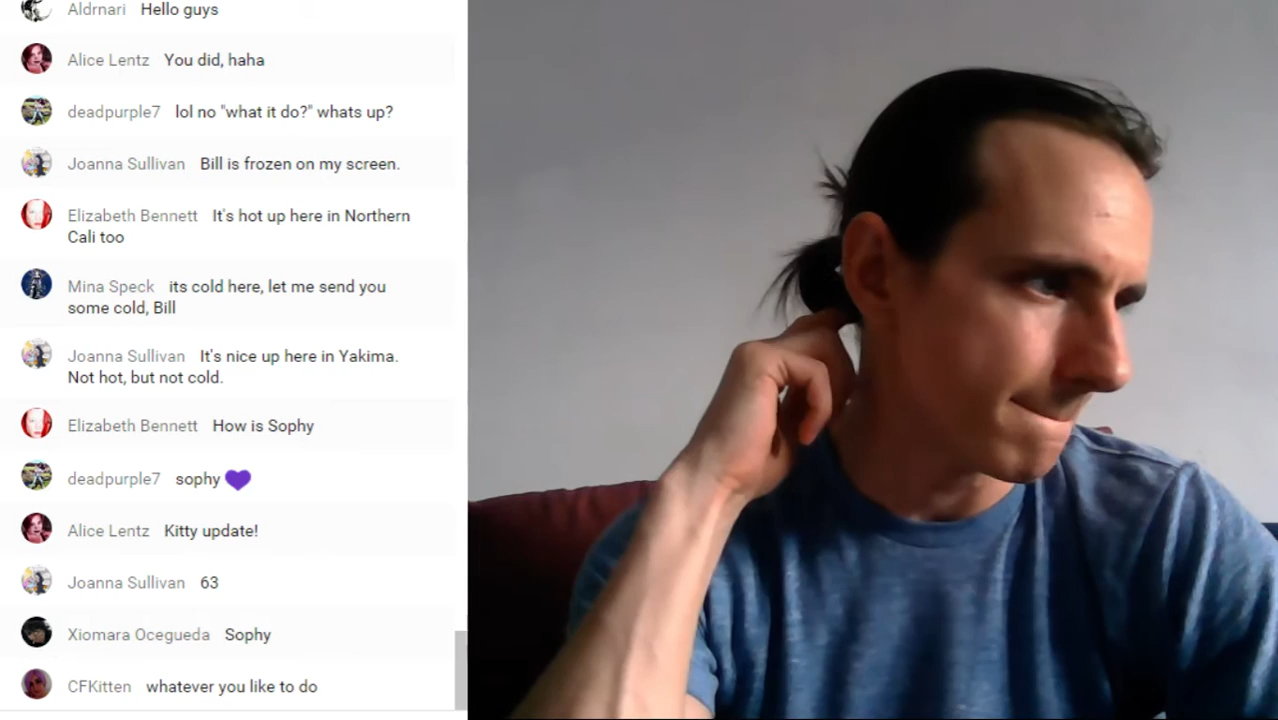 Aldrnari Hello guys
Alice Lentz You did, haha
deadpurple7 lol no "what it do?" whats up?
Joanna Sullivan Bill is frozen on my screen.
Elizabeth Bennett It's hot up here in Northern
Cali too
Mina Speck its cold here, let me send you
some cold, Bill
Joanna Sullivan It's nice up here in Yakima.
Not hot, but not cold.
Elizabeth Bennett How is Sophy
deadpurple7 sophy 💜
Alice Lentz Kitty update!
Joanna Sullivan 63
Xiomara Ocegueda Sophy
CFKitten whatever you like to do